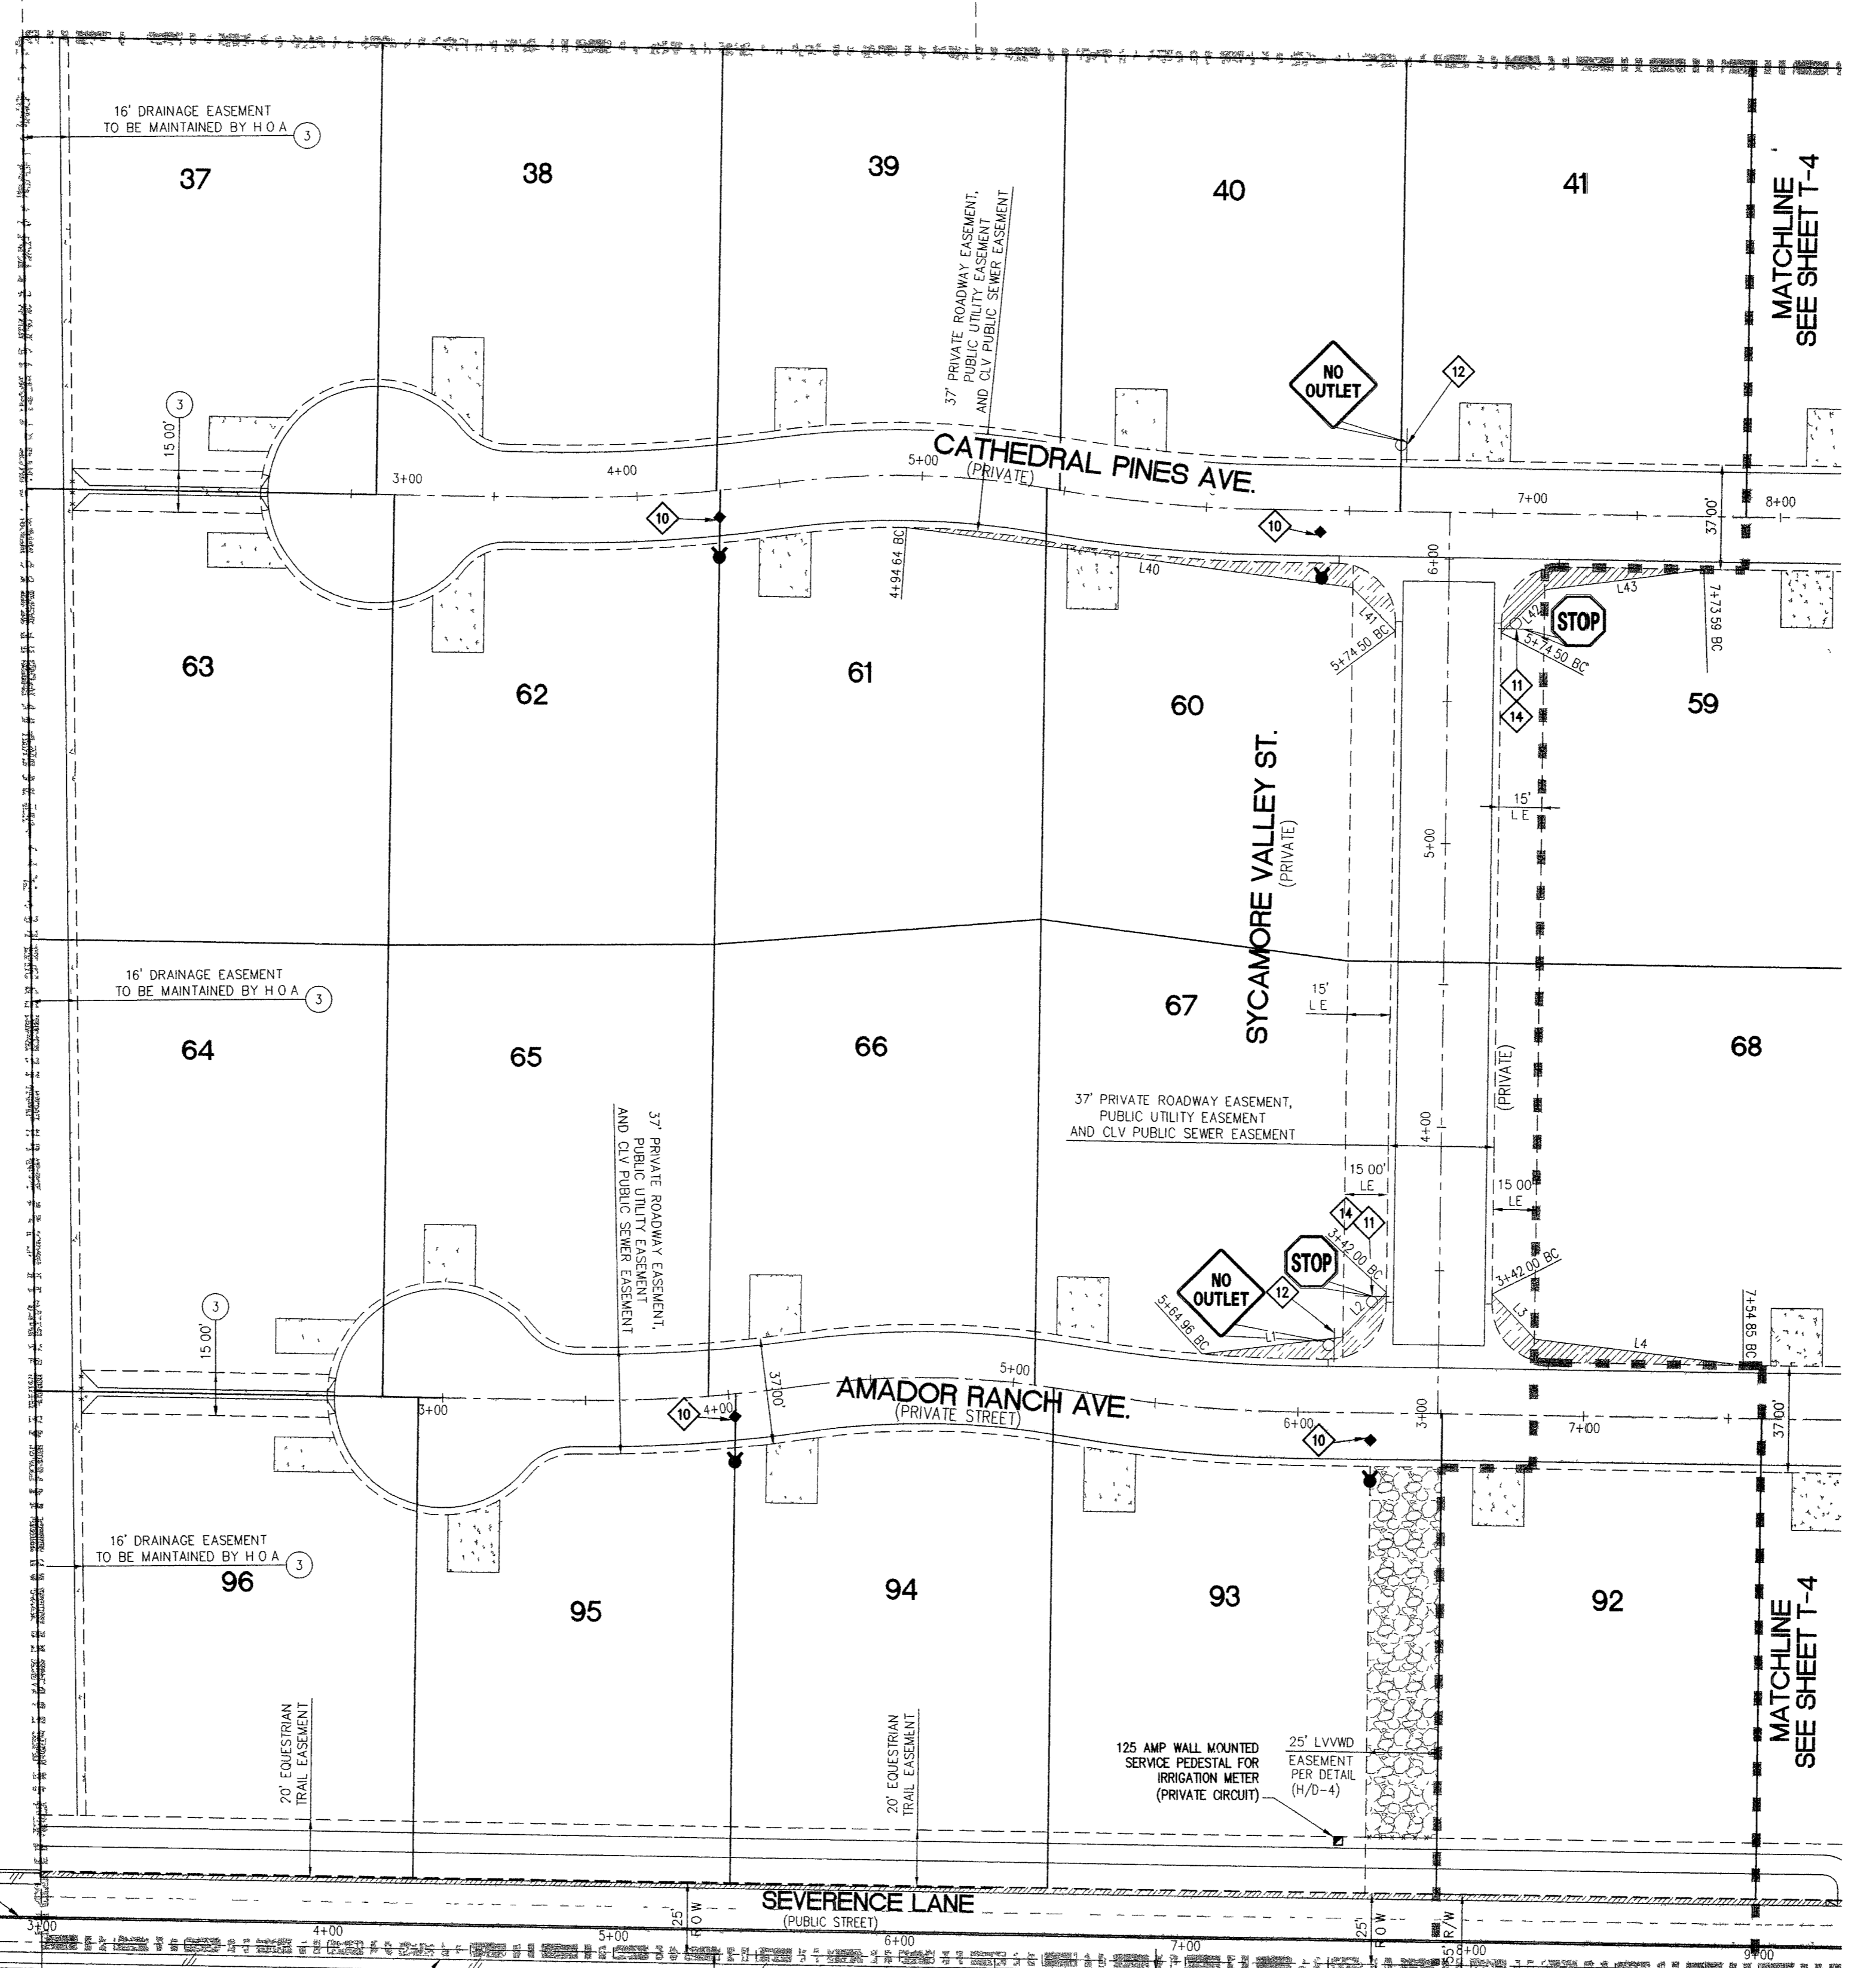 16' DRAINAGE EASEMENT
TO BE MAINTAINED BY H O A
3
37
38
39
40
41
MATCHLINE
SEE SHEET T-4
37' PRIVATE ROADWAY EASEMENT,
PUBLIC UTILITY EASEMENT
AND CLV PUBLIC SEWER EASEMENT
NO
OUTLET
12
3
15 00'
3+00
4+00
5+00
CATHEDRAL PINES AVE.
(PRIVATE)
7+00
8+00
37 00'
10
10
6+00
4+94 64 BC
L40
L41
5+74 50 BC
L42
L43
STOP
5+74 50 BC
7+73 59 BC
11
14
63
62
61
60
59
SYCAMORE VALLEY ST.
(PRIVATE)
15'
L E
5+00
16' DRAINAGE EASEMENT
TO BE MAINTAINED BY H O A
3
15'
L E
64
65
66
67
68
(PRIVATE)
37' PRIVATE ROADWAY EASEMENT,
PUBLIC UTILITY EASEMENT
AND CLV PUBLIC SEWER EASEMENT
37' PRIVATE ROADWAY EASEMENT,
PUBLIC UTILITY EASEMENT
AND CLV PUBLIC SEWER EASEMENT
4+00
15 00'
LE
15 00'
LE
14
11
3+42 00 BC
STOP
NO
OUTLET
12
5+64 96 BC
L1
L2
3+42 00 BC
L3
L4
7+54 85 BC
3
15 00'
3+00
10
4+00
37 00'
5+00
AMADOR RANCH AVE.
(PRIVATE STREET)
6+00
10
3+00
7+00
37 00'
16' DRAINAGE EASEMENT
TO BE MAINTAINED BY H O A
3
96
95
94
93
92
MATCHLINE
SEE SHEET T-4
20' EQUESTRIAN
TRAIL EASEMENT
20' EQUESTRIAN
TRAIL EASEMENT
125 AMP WALL MOUNTED
SERVICE PEDESTAL FOR
IRRIGATION METER
(PRIVATE CIRCUIT)
25' LVVWD
EASEMENT
PER DETAIL
(H/D-4)
SEVERENCE LANE
(PUBLIC STREET)
25'
R O W
25'
R O W
55' R/W
3+00
4+00
5+00
6+00
7+00
8+00
9+00